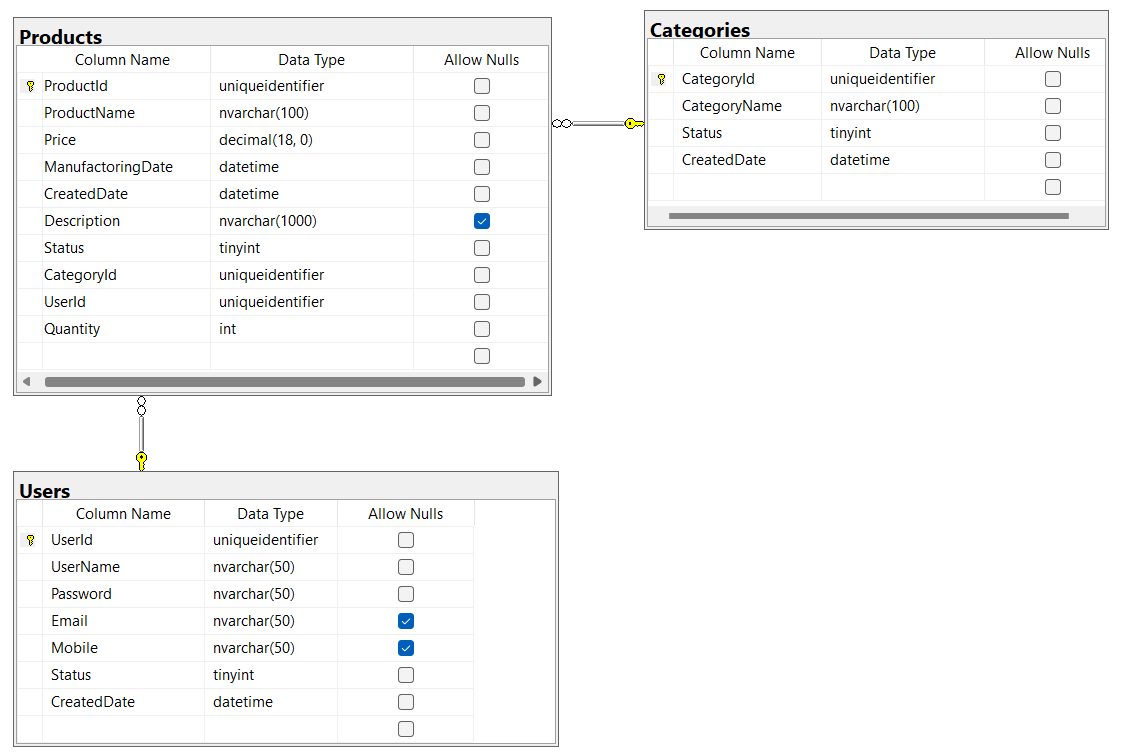 Products
Column Name Data Type Allow Nulls
ProductId uniqueidentifier
ProductName nvarchar(100)
Price decimal(18, 0)
ManufactoringDate datetime
CreatedDate datetime
Description nvarchar(1000)
Status tinyint
CategoryId uniqueidentifier
UserId uniqueidentifier
Quantity int
Categories
Column Name Data Type Allow Nulls
CategoryId uniqueidentifier
CategoryName nvarchar(100)
Status tinyint
CreatedDate datetime
Users
Column Name Data Type Allow Nulls
UserId uniqueidentifier
UserName nvarchar(50)
Password nvarchar(50)
Email nvarchar(50)
Mobile nvarchar(50)
Status tinyint
CreatedDate datetime